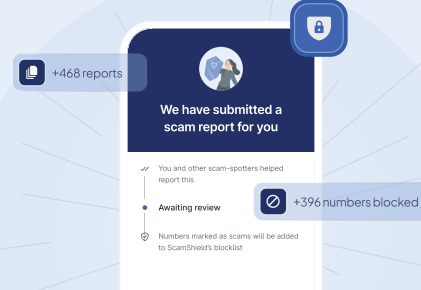 +468 reports
We have submitted a
scam report for you
You and other scam-spotters helped
report this
Awaiting review
+396 numbers blocked
Numbers marked as scams will be added
to ScamShield's blocklist